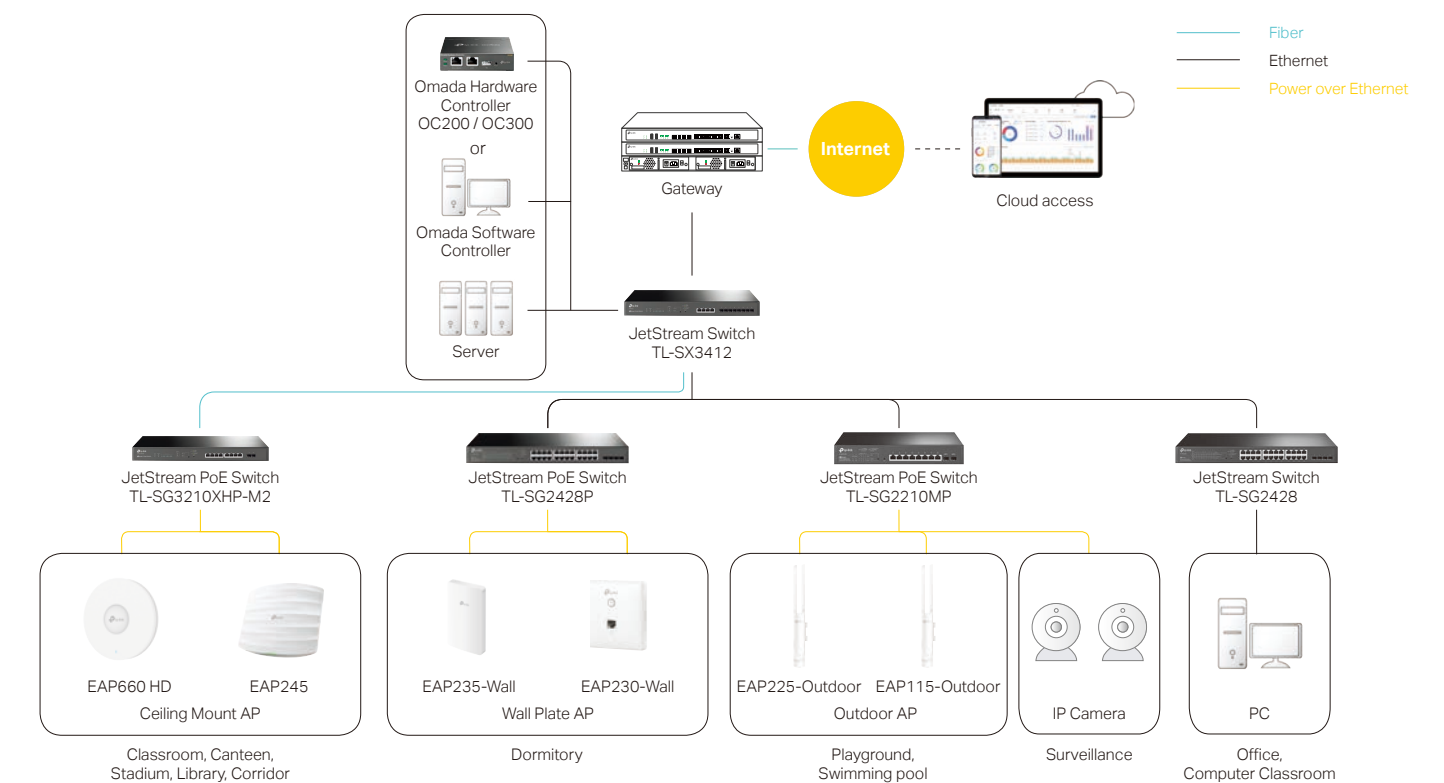 Fiber
Ethernet
Power over Ethernet
Omada Hardware
Controller
OC200 / OC300
or
Omada Software
Controller
Server
Gateway
Internet
Cloud access
JetStream Switch
TL-SX3412
JetStream PoE Switch
TL-SG3210XHP-M2
JetStream PoE Switch
TL-SG2428P
JetStream PoE Switch
TL-SG2210MP
JetStream Switch
TL-SG2428
EAP660 HD
EAP245
Ceiling Mount AP
EAP235-Wall
EAP230-Wall
Wall Plate AP
EAP225-Outdoor
EAP115-Outdoor
Outdoor AP
IP Camera
PC
Classroom, Canteen,
Stadium, Library, Corridor
Dormitory
Playground,
Swimming pool
Surveillance
Office,
Computer Classroom